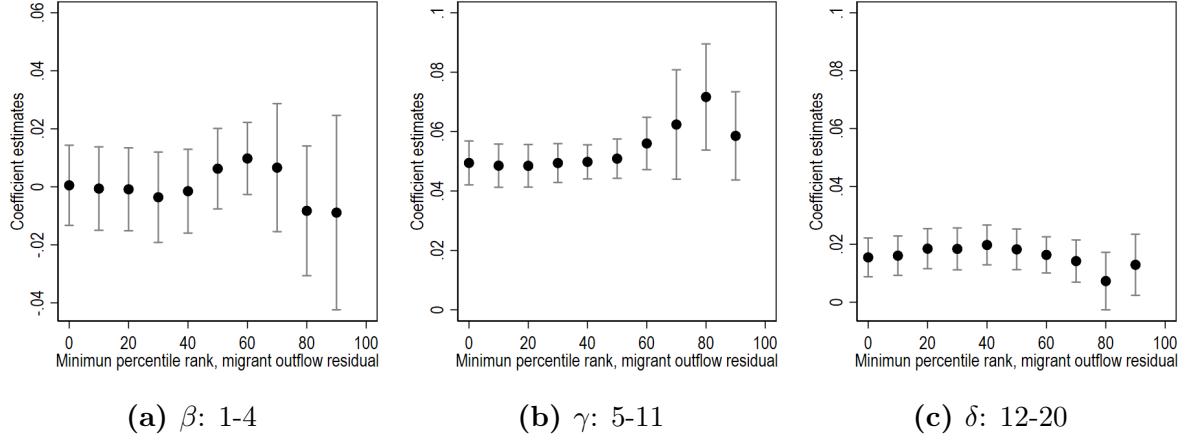 .06
.04
.02
0
-.02
-.04
Coefficient estimates
0 20 40 60 80 100
Minimun percentile rank, migrant outflow residual
(a) β: 1-4
.1
.08
.06
.04
.02
0
Coefficient estimates
0 20 40 60 80 100
Minimun percentile rank, migrant outflow residual
(b) γ: 5-11
.1
.08
.06
.04
.02
0
Coefficient estimates
0 20 40 60 80 100
Minimun percentile rank, migrant outflow residual
(c) δ: 12-20